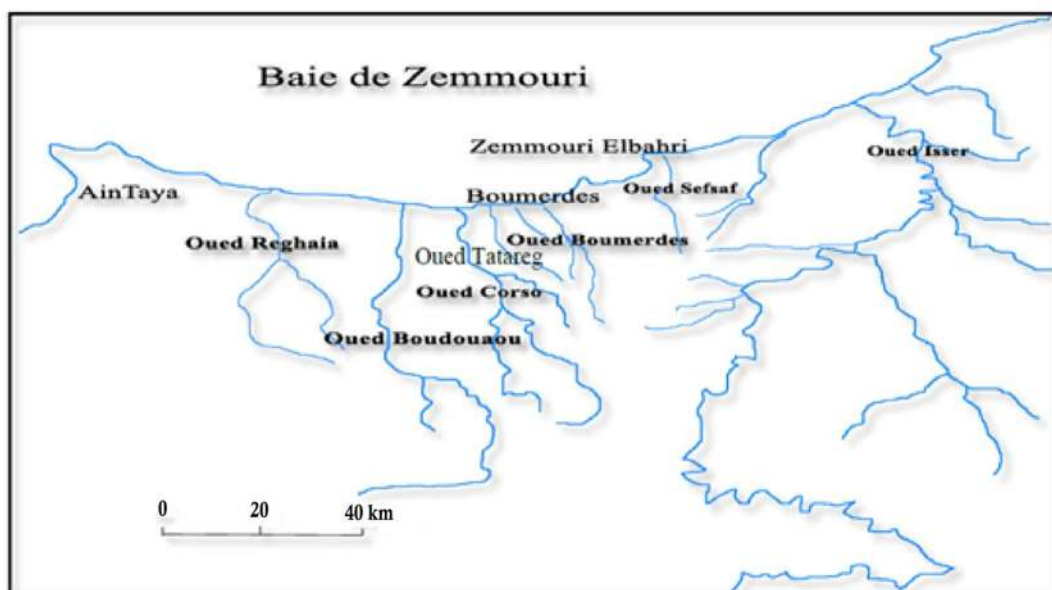 Baie de Zemmouri
Zemmouri Elbahri
Oued Isser
AinTaya
Boumerdes
Oued Sefsaf
Oued Reghaia
Oued Boumerdes
Oued Tatareg
Oued Corso
Oued Boudouaou
0 20 40 km